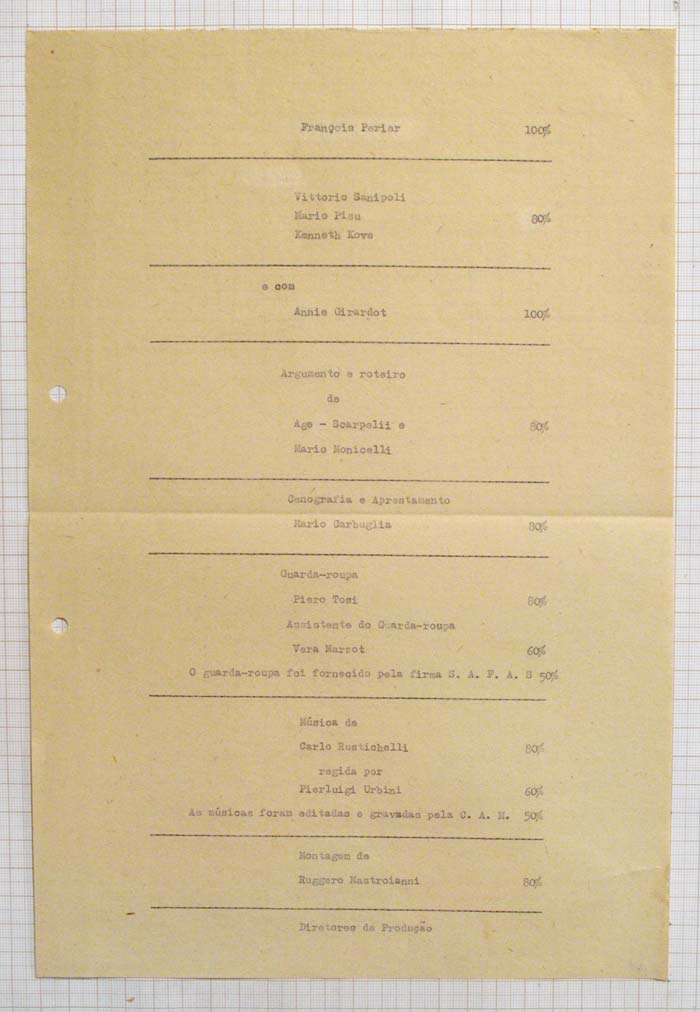 François Perier 100%
Vittorio Sanipoli
Mario Pisu 80%
Kenneth Kove
e com
Annie Girardot 100%
Argumento e roteiro
de
Age - Scarpelii e 80%
Mario Monicelli
Cenografia e Aprestamento
Mario Carbuglia 80%
Guarda-roupa
Piero Tosi 80%
Assistente do Guarda-roupa
Vera Marzot 60%
O guarda-roupa foi fornecido pela firma S. A. F. A. S 50%
Música de
Carlo Rustichelli 80%
regida por
Pierluigi Urbini 60%
As músicas foram editadas e gravadas pela C. A. M. 50%
Montagem de
Ruggero Mastroianni 80%
Diretores de Produção